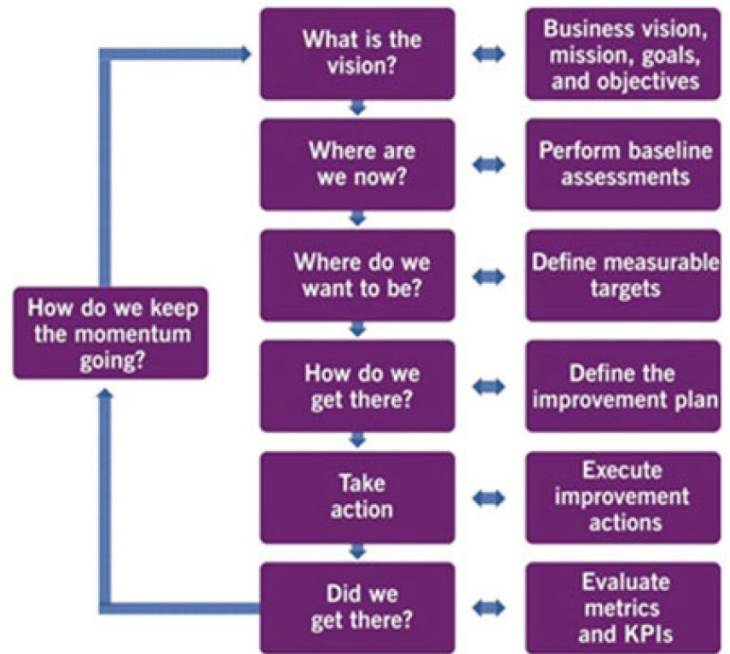 What is the
vision?
Business vision,
mission, goals,
and objectives
Where are
we now?
Perform baseline
assessments
Where do we
want to be?
Define measurable
targets
How do we keep
the momentum
going?
How do we
get there?
Define the
improvement plan
Take
action
Execute
improvement
actions
Did we
get there?
Evaluate
metrics
and KPIs